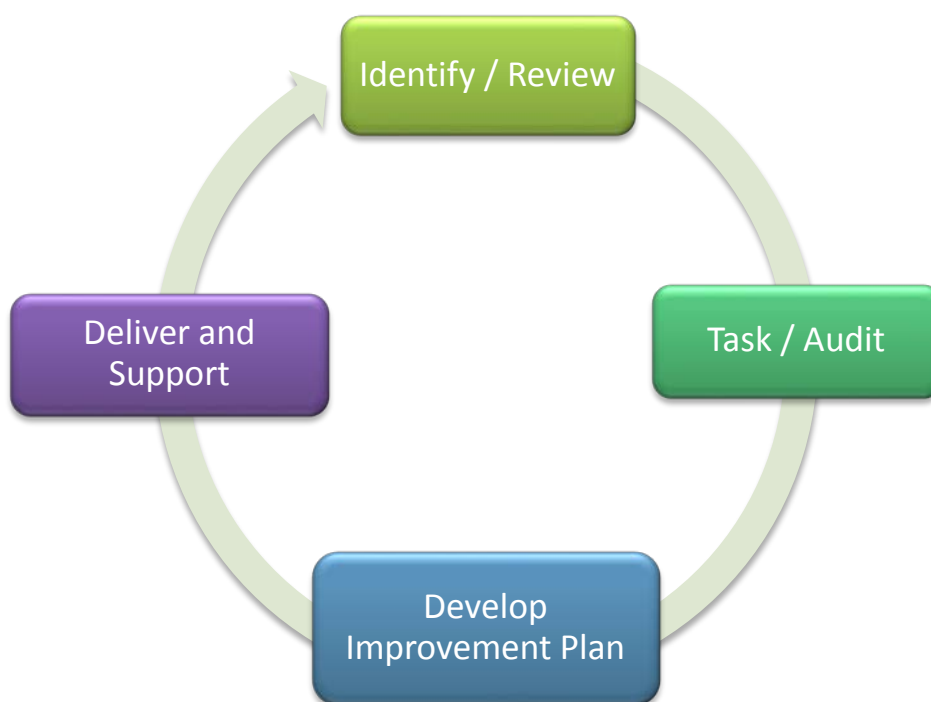 Identify / Review
Task / Audit
Develop
Improvement Plan
Deliver and
Support